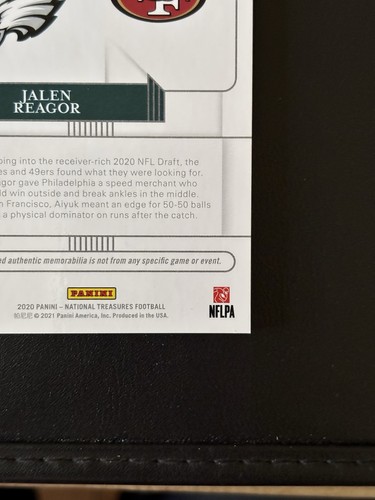 F
JALEN
REAGOR
ping into the receiver-rich 2020 NFL Draft, the
es and 49ers found what they were looking for.
gor gave Philadelphia a speed merchant who
ld win outside and break ankles in the middle.
n Francisco, Aiyuk meant an edge for 50-50 balls
a physical dominator on runs after the catch.
d authentic memorabilia is not from any specific game or event.
PANINI
2020 PANINI – NATIONAL TREASURES FOOTBALL
帕尼尼 © 2021 Panini America, Inc. Produced in the USA.
NFLPA